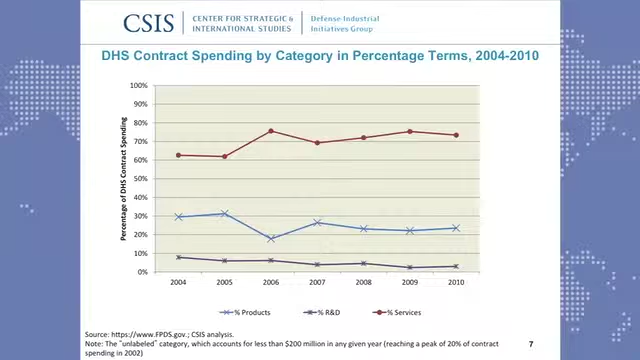 CSIS
CENTER FOR STRATEGIC &
INTERNATIONAL STUDIES
Defense-Industrial
Initiatives Group
DHS Contract Spending by Category in Percentage Terms, 2004-2010
Percentage of DHS Contract Spending
100%
90%
80%
70%
60%
50%
40%
30%
20%
10%
0%
2004 2005 2006 2007 2008 2009 2010
% Products % R&D % Services
Source: https://www.FPDS.gov.; CSIS analysis.
Note: The "unlabeled" category, which accounts for less than $200 million in any given year (reaching a peak of 20% of contract
spending in 2002)
7